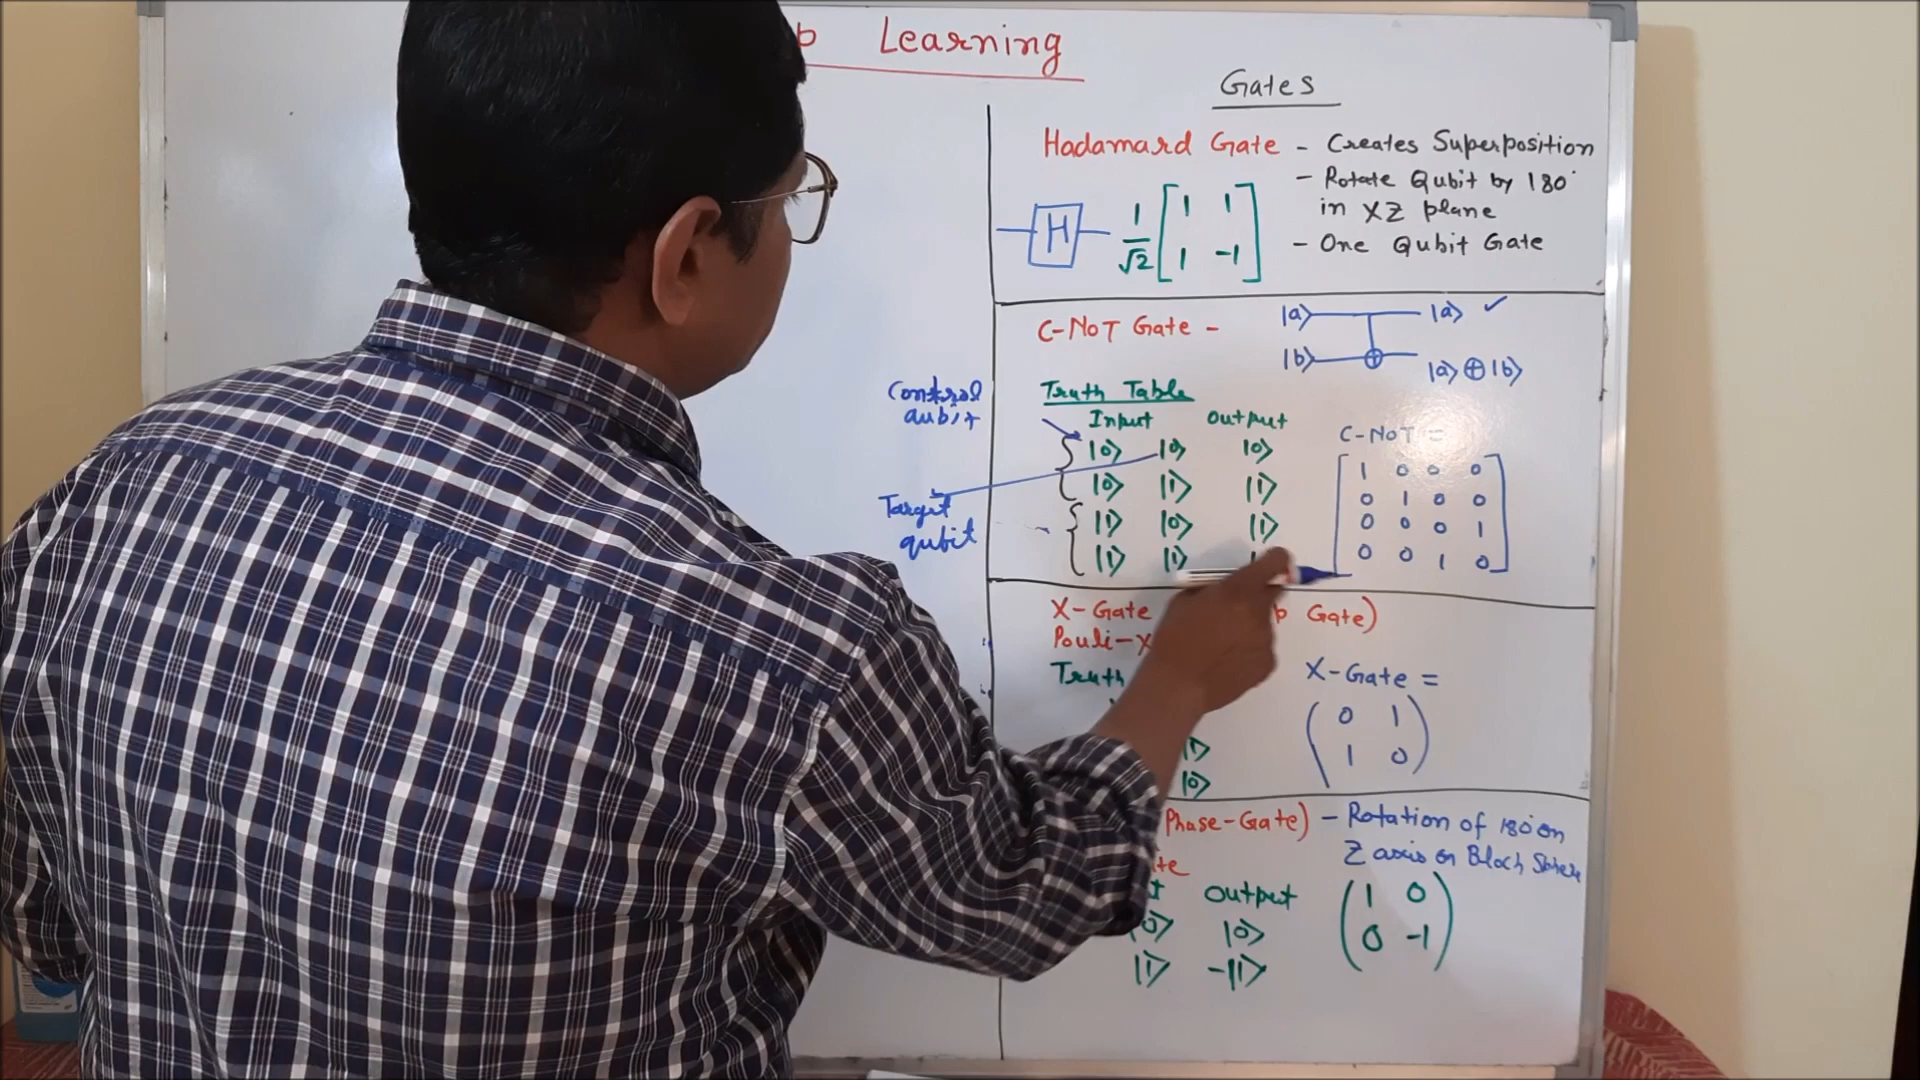 Learning
Gates
Hadamard Gate - Creates Superposition
- Rotate Qubit by 180°
in XZ plane
- One Qubit Gate
H
1/√2 [1 1
1 -1]
C-NOT Gate -
|a> |a> ✓
|b> |a> ⊕ |b>
Control
qubit
Target
qubit
Truth Table
Input Output
|0> |0> |0>
|0> |1> |1>
|1> |0> |1>
|1> |1>
C-NOT =
1 0 0 0
0 1 0 0
0 0 0 1
0 0 1 0
X-Gate Gate)
Pouli-X
Truth
|1>
|0>
X-Gate =
0 1
1 0
Phase-Gate) - Rotation of 180° on
Z axis on Bloch Sphere
Output
|0> |0>
|1> -|1>
1 0
0 -1